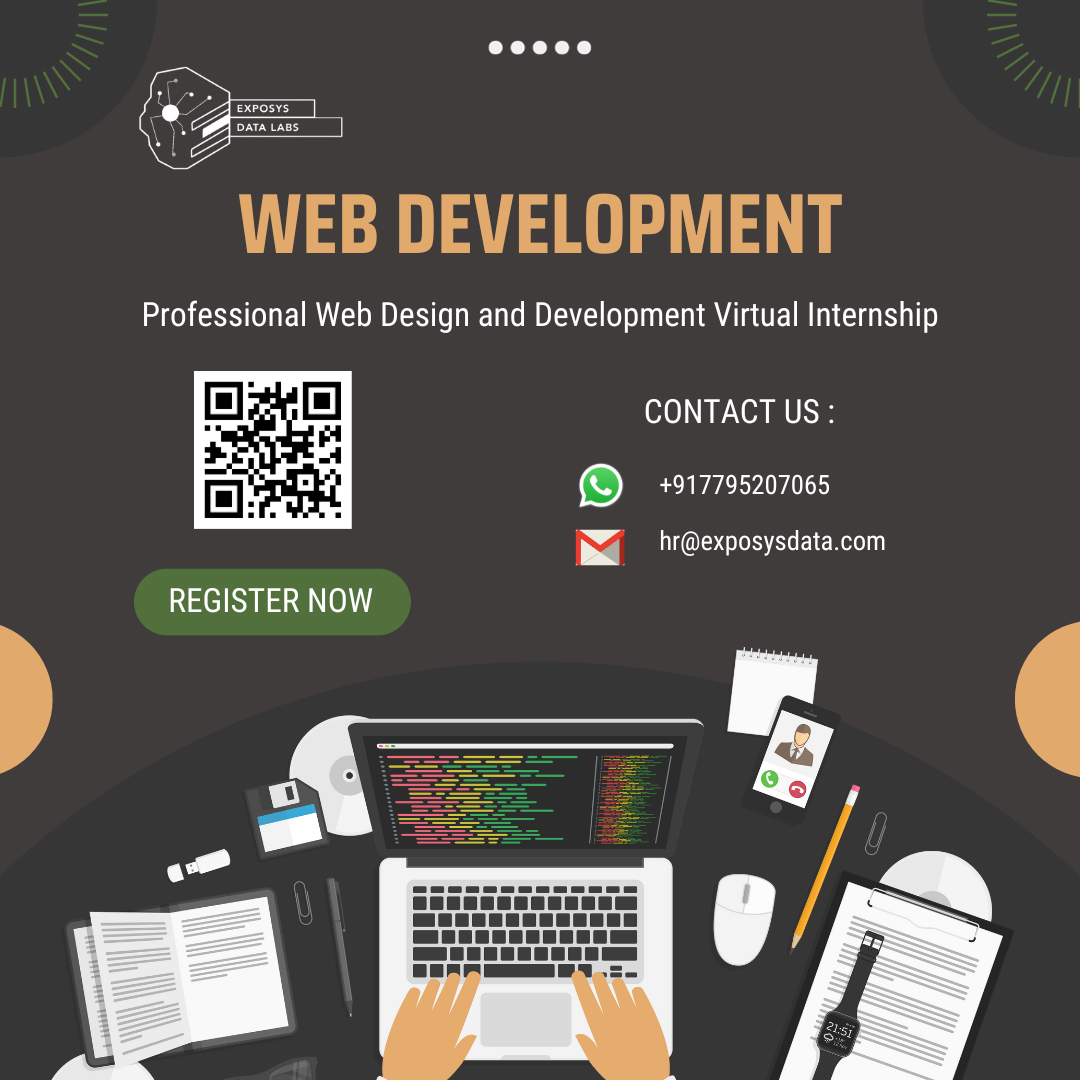 EXPOSYS
DATA LABS
WEB DEVELOPMENT
Professional Web Design and Development Virtual Internship
CONTACT US :
+917795207065
hr@exposysdata.com
REGISTER NOW
21:51